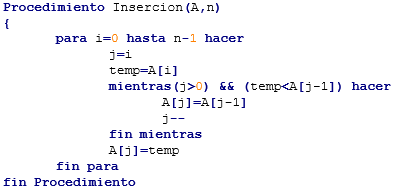 Procedimiento Insercion(A,n)
{
para i=0 hasta n-1 hacer
j=i
temp=A[i]
mientras(j>0) && (temp<A[j-1]) hacer
A[j]=A[j-1]
j--
fin mientras
A[j]=temp
fin para
fin Procedimiento